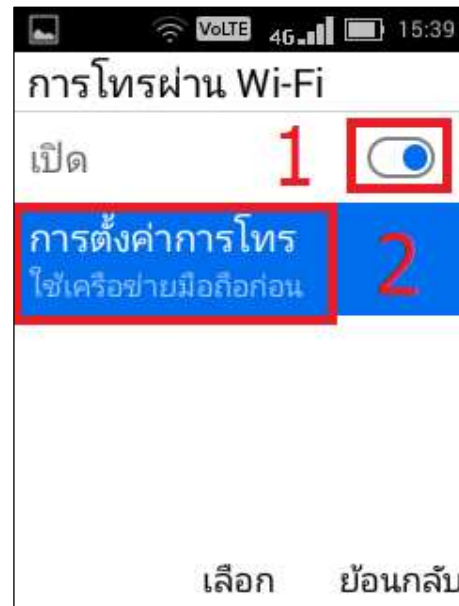 VoLTE 4G 15:39
การโทรผ่าน Wi-Fi
เปิด 1
การตั้งค่าการโทร 2
ใช้เครือข่ายมือถือก่อน
เลือก ย้อนกลับ